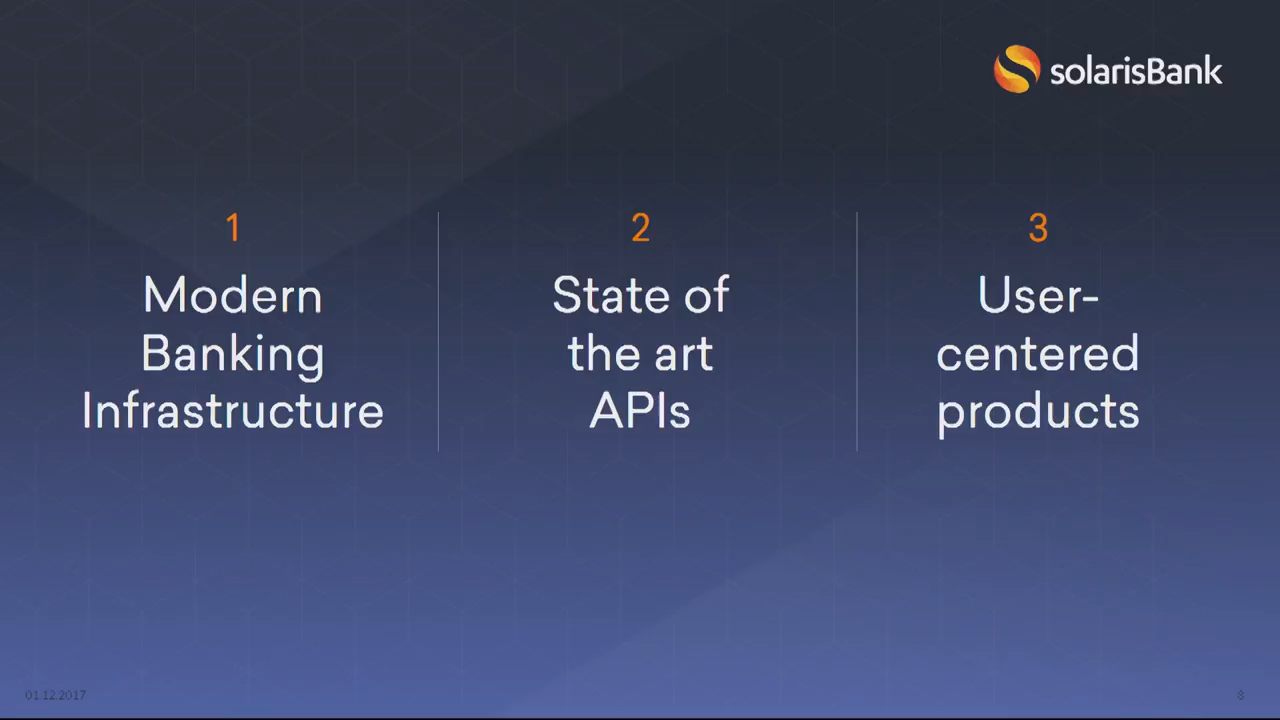 solarisBank
1
Modern
Banking
Infrastructure
2
State of
the art
APIs
3
User-
centered
products
01.12.2017
8